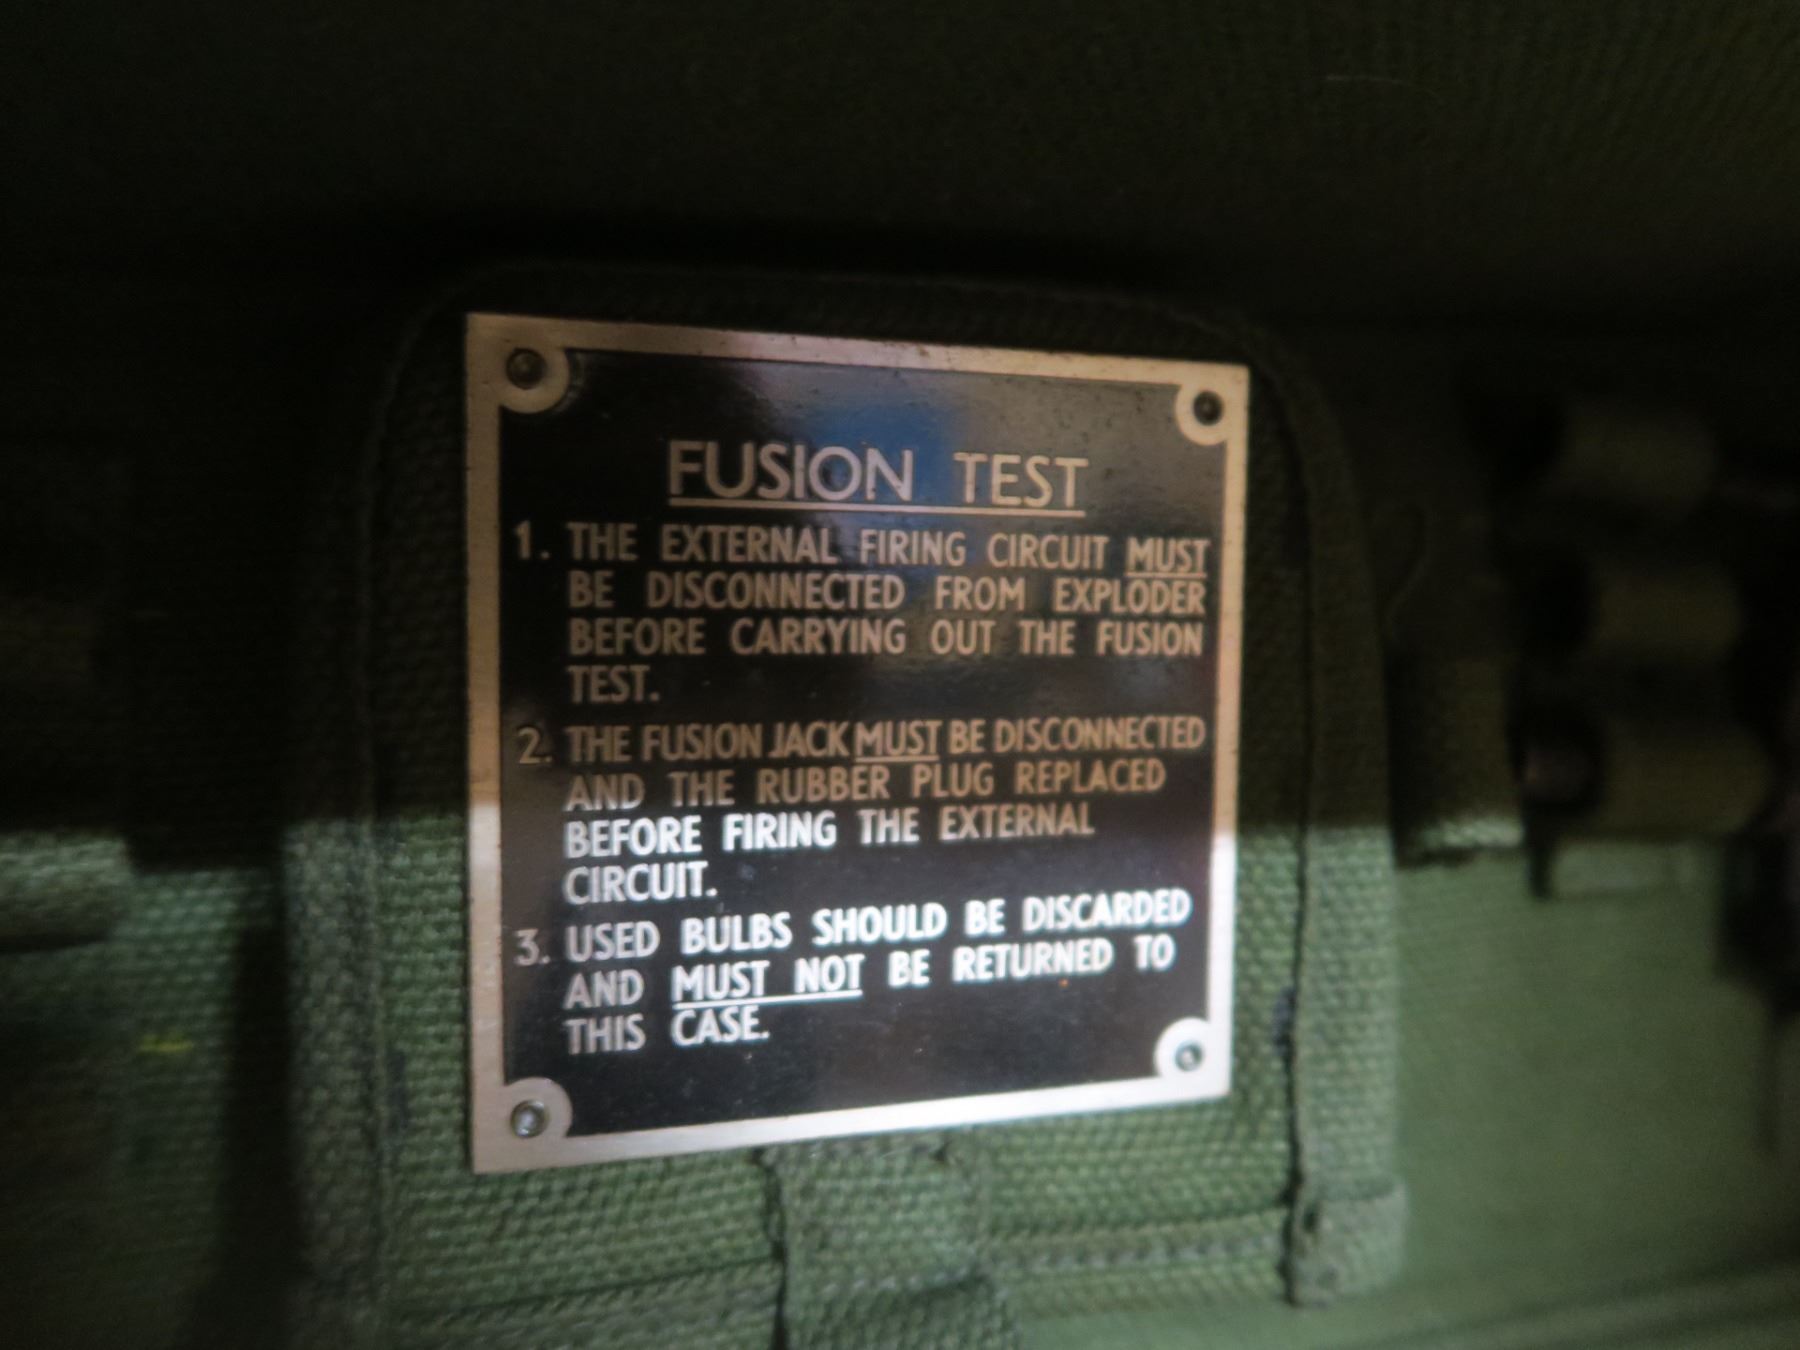 FUSION TEST
1. THE EXTERNAL FIRING CIRCUIT MUST
BE DISCONNECTED FROM EXPLODER
BEFORE CARRYING OUT THE FUSION
TEST.
2. THE FUSION JACK MUST BE DISCONNECTED
AND THE RUBBER PLUG REPLACED
BEFORE FIRING THE EXTERNAL
CIRCUIT.
3. USED BULBS SHOULD BE DISCARDED
AND MUST NOT BE RETURNED TO
THIS CASE.